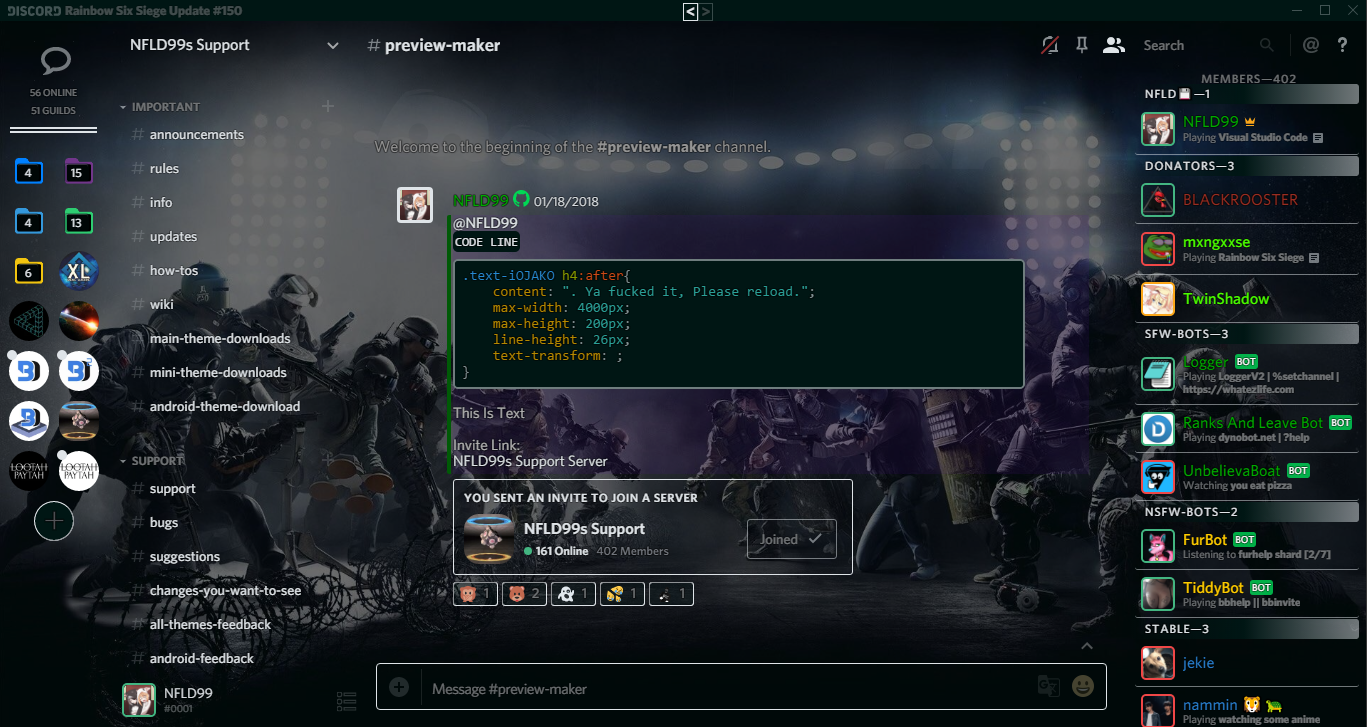 DISCORD Rainbow Six Siege Update #150
< >
56 ONLINE
51 GUILDS
4
15
4
13
6
XL
LOOTAH PAYTAH
LOOTAH PAYTAH
NFLD99s Support
IMPORTANT
# announcements
# rules
# info
# updates
# how-tos
# wiki
# main-theme-downloads
# mini-theme-downloads
# android-theme-download
SUPPORT
# support
# bugs
# suggestions
# changes-you-want-to-see
# all-themes-feedback
# android-feedback
NFLD99
#0001
# preview-maker
Search
@ ?
Welcome to the beginning of the #preview-maker channel.
NFLD99 01/18/2018
@NFLD99
CODE LINE
.text-iOJAKO h4:after{
content: ". Ya fucked it, Please reload.";
max-width: 4000px;
max-height: 200px;
line-height: 26px;
text-transform: ;
}
This Is Text
Invite Link:
NFLD99s Support Server
YOU SENT AN INVITE TO JOIN A SERVER
NFLD99s Support
161 Online 402 Members
Joined
1 2 1 1 1
Message #preview-maker
MEMBERS—402
NFLD💾—1
NFLD99
Playing Visual Studio Code
DONATORS—3
BLACKROOSTER
mxngxxse
Playing Rainbow Six Siege
TwinShadow
SFW-BOTS—3
Logger BOT
Playing LoggerV2 | %setchannel |
https://whatezlife.com
Ranks And Leave Bot BOT
Playing dynobot.net | ?help
UnbelievaBoat BOT
Watching you eat pizza
NSFW-BOTS—2
FurBot BOT
Listening to furhelp shard [2/7]
TiddyBot BOT
Playing bbhelp || bbinvite
STABLE—3
jekie
nammin 🐯 🐢
Playing watching some anime